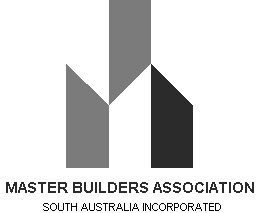 MASTER BUILDERS ASSOCIATION
SOUTH AUSTRALIA INCORPORATED